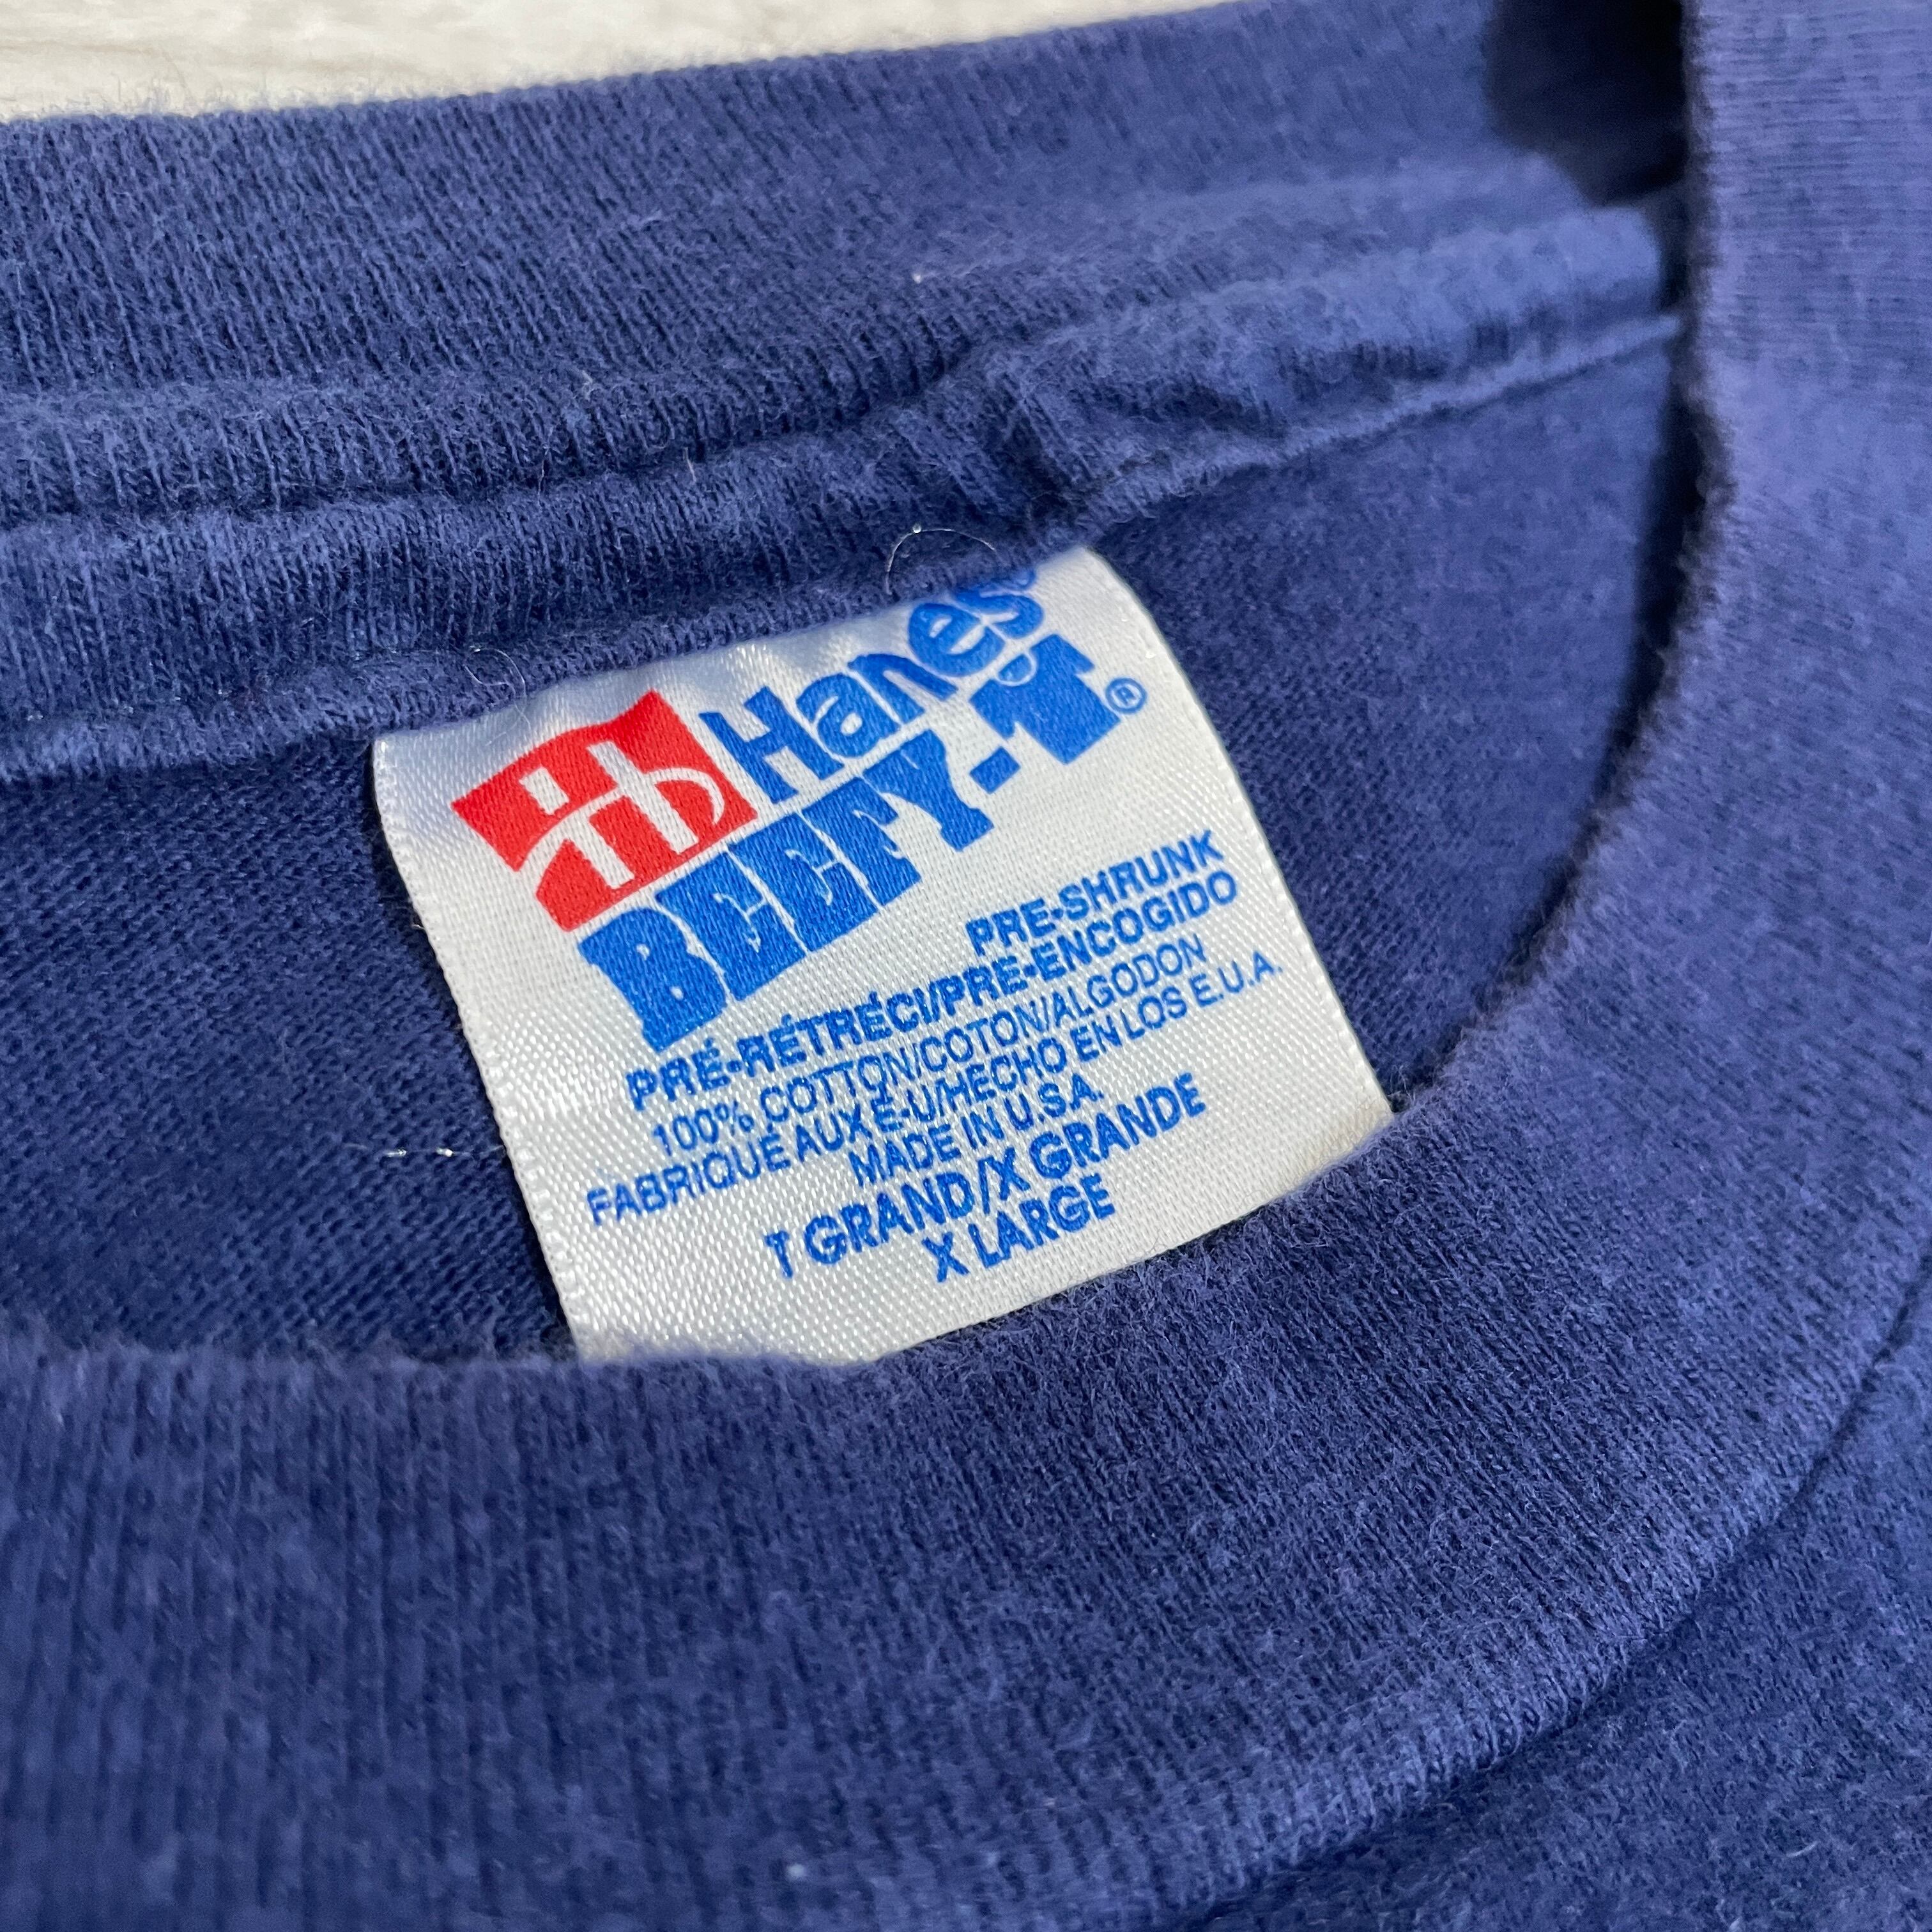 Hanes®
BEEFY-T®
PRE-SHRUNK
PRÉ-RÉTRÉCI/PRE-ENCOGIDO
100% COTTON/COTON/ALGODON
FABRIQUÉ AUX É-U/HECHO EN LOS E.U.A.
MADE IN U.S.A.
T GRAND/X GRANDE
X LARGE